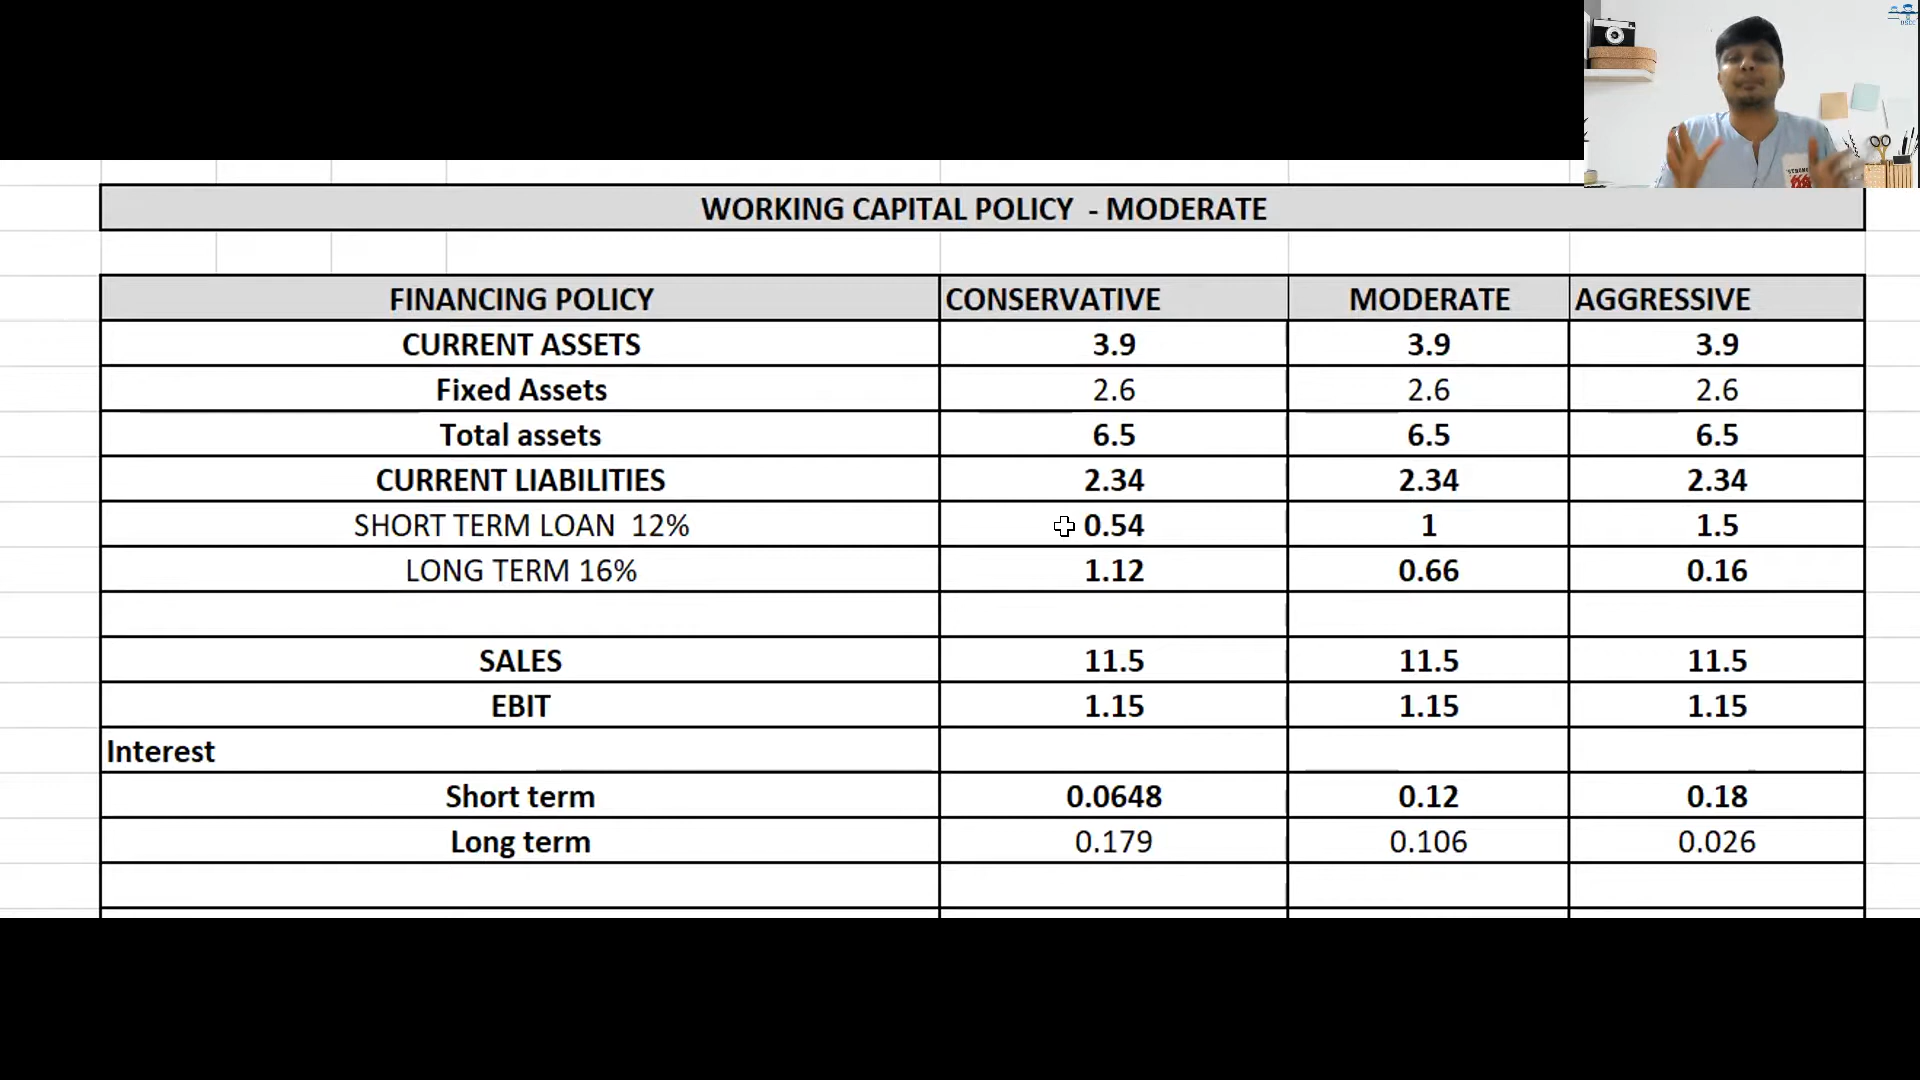 WORKING CAPITAL POLICY - MODERATE
FINANCING POLICY CONSERVATIVE MODERATE AGGRESSIVE
CURRENT ASSETS 3.9 3.9 3.9
Fixed Assets 2.6 2.6 2.6
Total assets 6.5 6.5 6.5
CURRENT LIABILITIES 2.34 2.34 2.34
SHORT TERM LOAN 12% 0.54 1 1.5
LONG TERM 16% 1.12 0.66 0.16
SALES 11.5 11.5 11.5
EBIT 1.15 1.15 1.15
Interest
Short term 0.0648 0.12 0.18
Long term 0.179 0.106 0.026